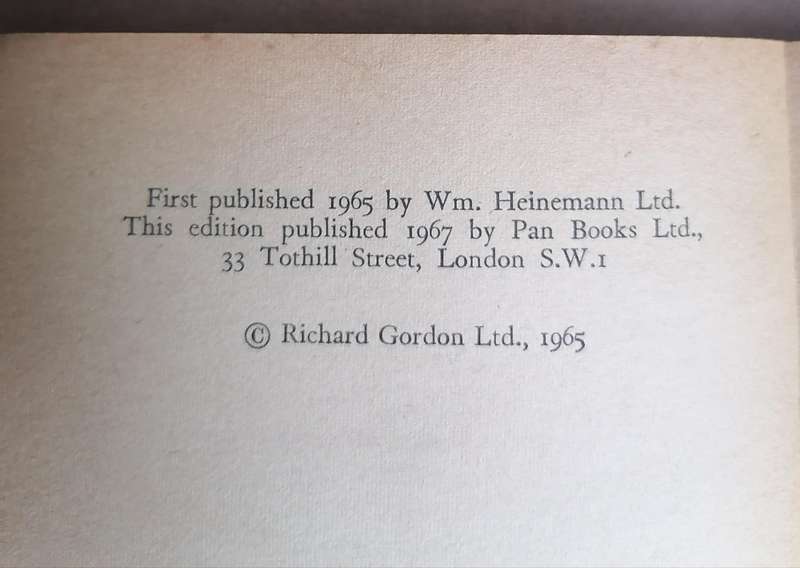 First published 1965 by Wm. Heinemann Ltd.
This edition published 1967 by Pan Books Ltd.,
33 Tothill Street, London S.W.1
© Richard Gordon Ltd., 1965